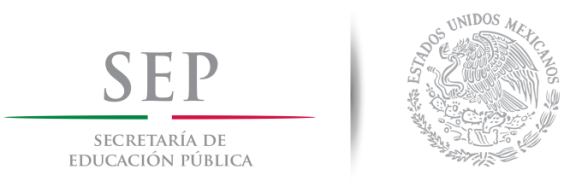 SEP
SECRETARÍA DE
EDUCACIÓN PÚBLICA
ESTADOS UNIDOS MEXICANOS